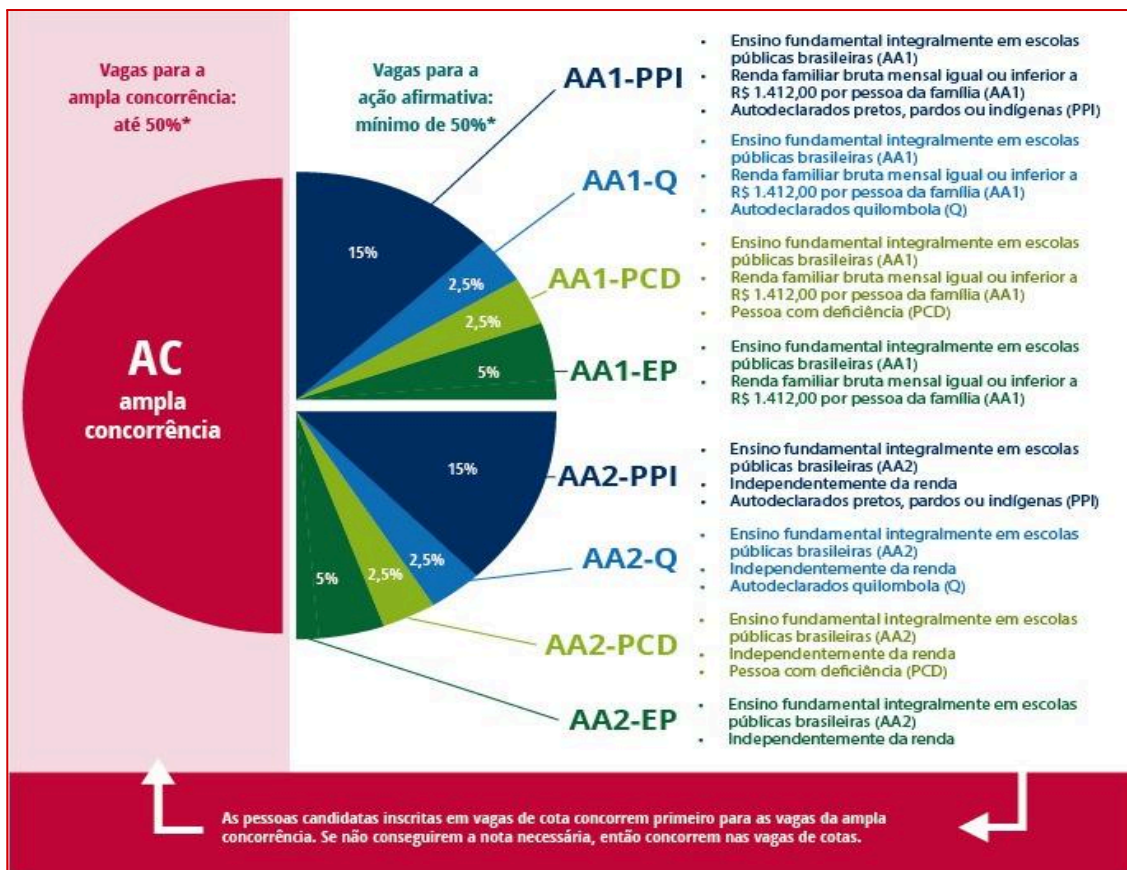 Vagas para a
ampla concorrência:
até 50%*
Vagas para a
ação afirmativa:
mínimo de 50%*
AC
ampla
concorrência
15%
2,5%
2,5%
5%
15%
2,5%
2,5%
5%
AA1-PPI
• Ensino fundamental integralmente em escolas
públicas brasileiras (AA1)
• Renda familiar bruta mensal igual ou inferior a
R$ 1.412,00 por pessoa da família (AA1)
• Autodeclarados pretos, pardos ou indígenas (PPI)
AA1-Q
• Ensino fundamental integralmente em escolas
públicas brasileiras (AA1)
• Renda familiar bruta mensal igual ou inferior a
R$ 1.412,00 por pessoa da família (AA1)
• Autodeclarados quilombola (Q)
AA1-PCD
• Ensino fundamental integralmente em escolas
públicas brasileiras (AA1)
• Renda familiar bruta mensal igual ou inferior a
R$ 1.412,00 por pessoa da família (AA1)
• Pessoa com deficiência (PCD)
AA1-EP
• Ensino fundamental integralmente em escolas
públicas brasileiras (AA1)
• Renda familiar bruta mensal igual ou inferior a
R$ 1.412,00 por pessoa da família (AA1)
AA2-PPI
• Ensino fundamental integralmente em escolas
públicas brasileiras (AA2)
• Independentemente da renda
• Autodeclarados pretos, pardos ou indígenas (PPI)
AA2-Q
• Ensino fundamental integralmente em escolas
públicas brasileiras (AA2)
• Independentemente da renda
• Autodeclarados quilombola (Q)
AA2-PCD
• Ensino fundamental integralmente em escolas
públicas brasileiras (AA2)
• Independentemente da renda
• Pessoa com deficiência (PCD)
AA2-EP
• Ensino fundamental integralmente em escolas
públicas brasileiras (AA2)
• Independentemente da renda
As pessoas candidatas inscritas em vagas de cota concorrem primeiro para as vagas da ampla
concorrência. Se não conseguirem a nota necessária, então concorrem nas vagas de cotas.